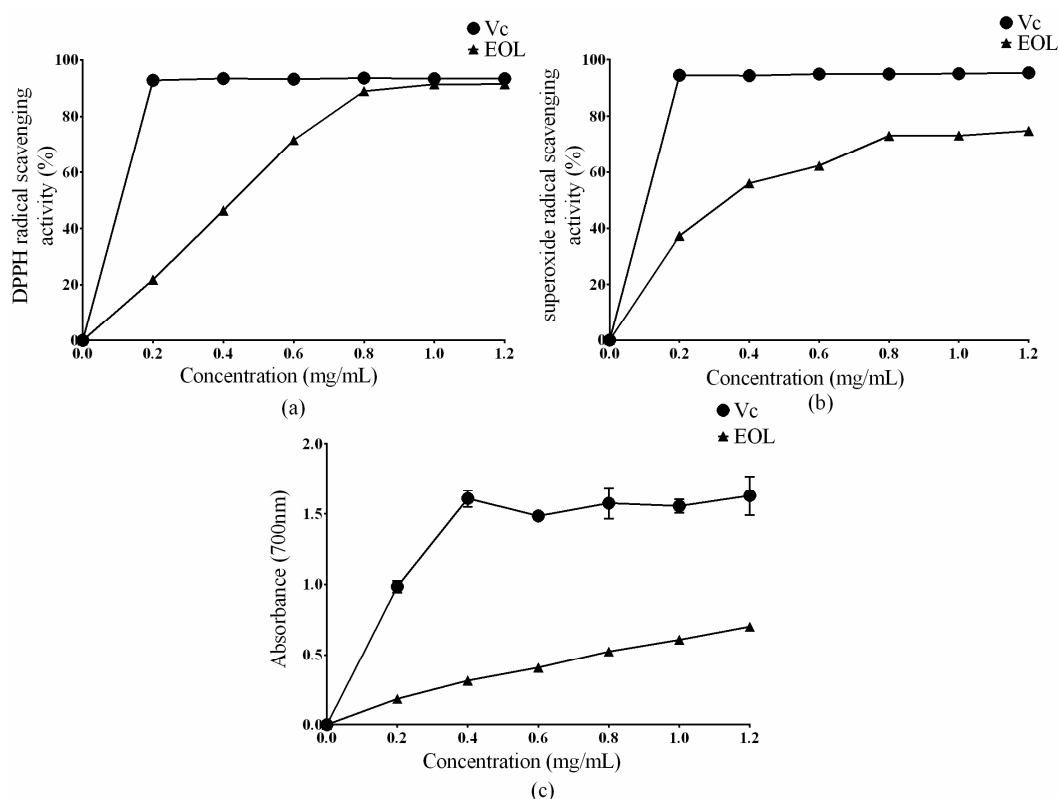 Vc
EOL
DPPH radical scavenging
activity (%)
100
80
60
40
20
0
0.0 0.2 0.4 0.6 0.8 1.0 1.2
Concentration (mg/mL)
(a)
Vc
EOL
superoxide radical scavenging
activity (%)
100
80
60
40
20
0
0.0 0.2 0.4 0.6 0.8 1.0 1.2
Concentration (mg/mL)
(b)
Vc
EOL
Absorbance (700nm)
2.0
1.5
1.0
0.5
0.0
0.0 0.2 0.4 0.6 0.8 1.0 1.2
Concentration (mg/mL)
(c)